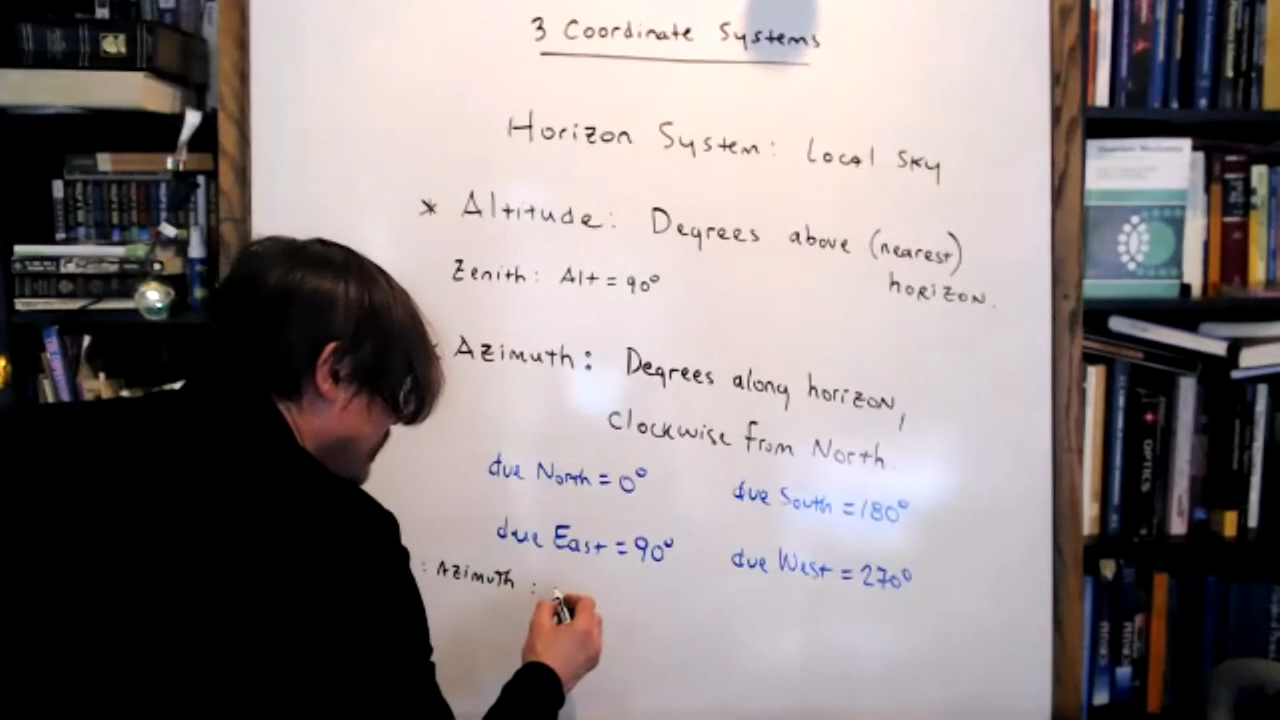 3 Coordinate Systems
Horizon System: Local Sky
* Altitude: Degrees above (nearest)
horizon.
Zenith: Alt = 90°
Azimuth: Degrees along horizon,
Clockwise from North.
due North = 0°
due South = 180°
due East = 90°
due West = 270°
: Azimuth :
OPTICS